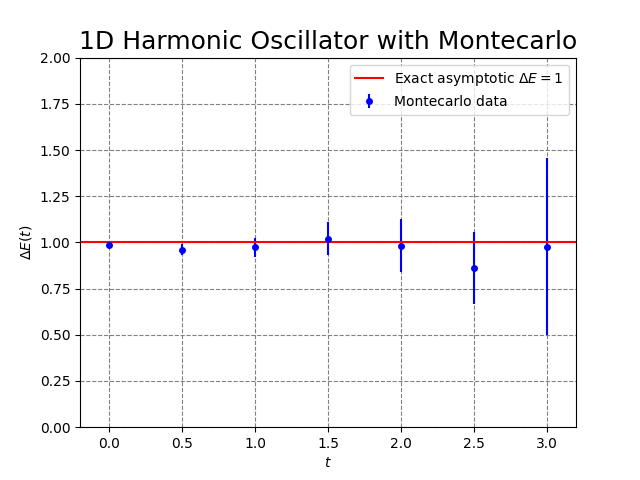 1D Harmonic Oscillator with Montecarlo
2.00
1.75
1.50
1.25
1.00
0.75
0.50
0.25
0.00
ΔE(t)
Exact asymptotic ΔE = 1
Montecarlo data
0.0 0.5 1.0 1.5 2.0 2.5 3.0
t